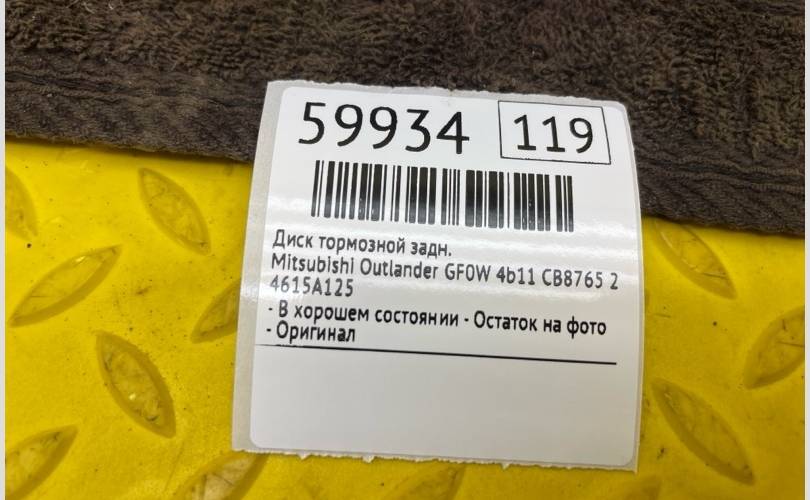 59934 119
Диск тормозной задн.
Mitsubishi Outlander GF0W 4b11 CB8765 2
4615A125
- В хорошем состоянии - Остаток на фото
- Оригинал